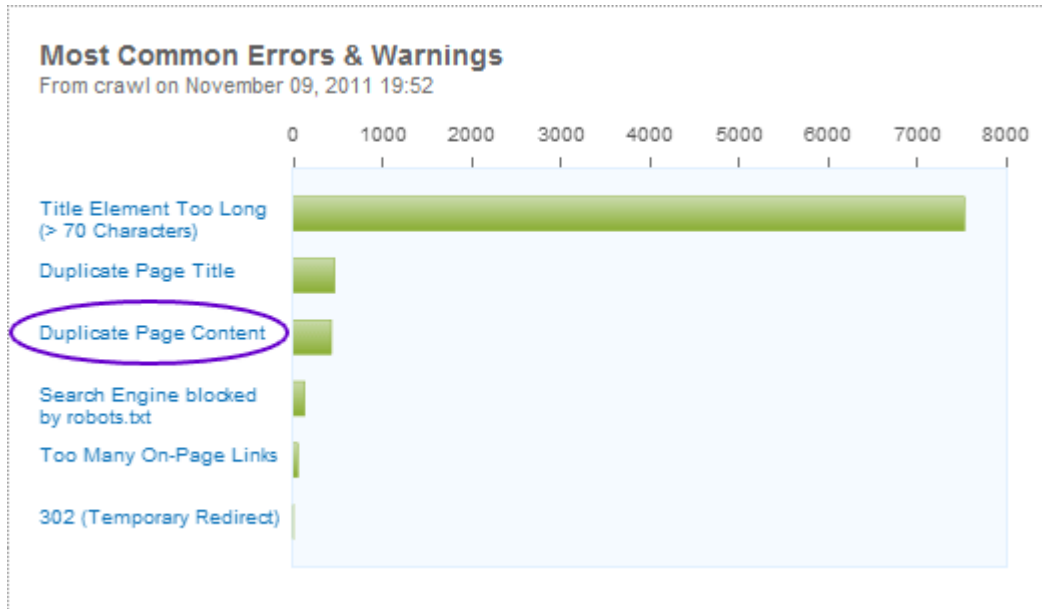 Most Common Errors & Warnings
From crawl on November 09, 2011 19:52
0 1000 2000 3000 4000 5000 6000 7000 8000
Title Element Too Long
(> 70 Characters)
Duplicate Page Title
Duplicate Page Content
Search Engine blocked
by robots.txt
Too Many On-Page Links
302 (Temporary Redirect)